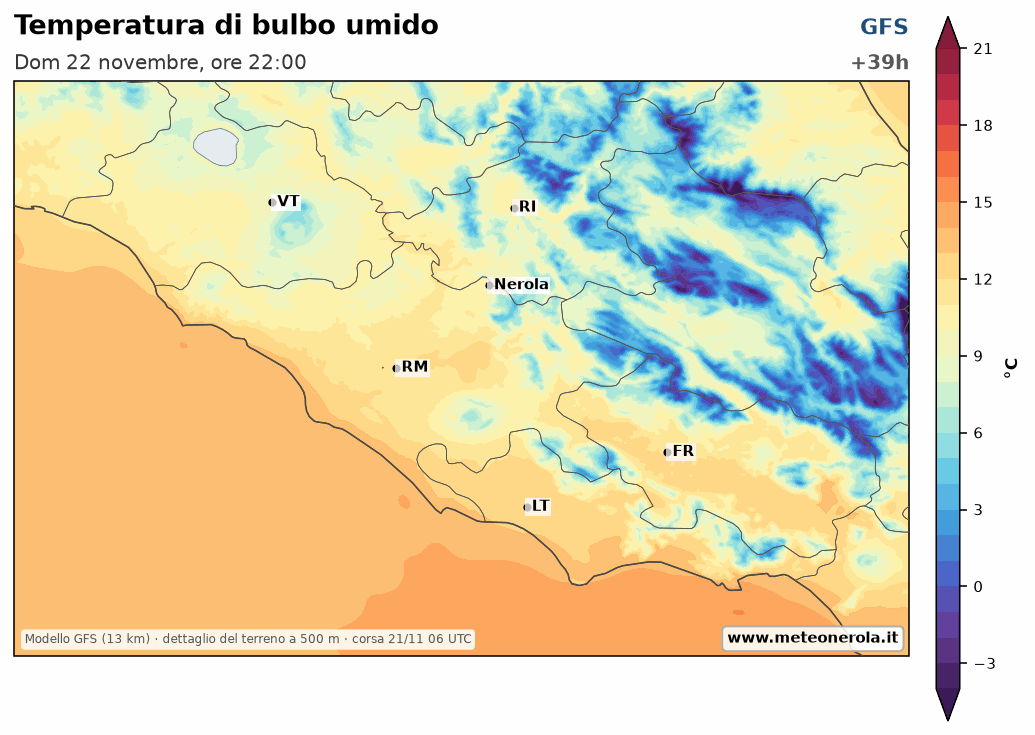 Temperatura di bulbo umido
GFS
Dom 22 novembre, ore 22:00
+39h
21
18
15
12
9
6
3
0
−3
°C
VT
RI
Nerola
RM
FR
LT
Modello GFS (13 km) · dettaglio del terreno a 500 m · corsa 21/11 06 UTC
www.meteonerola.it